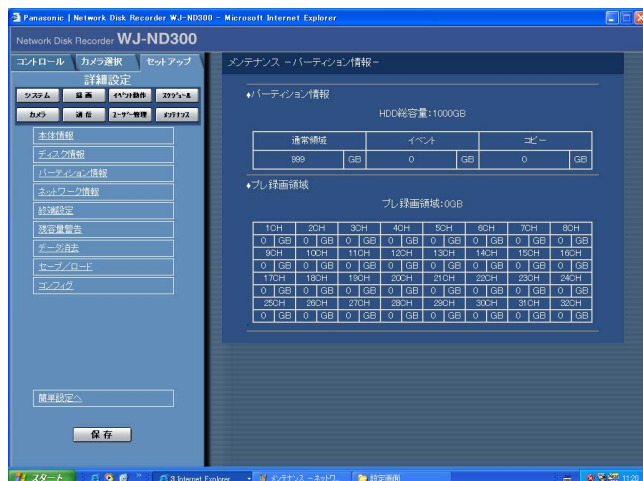 Panasonic | Network Disk Recorder WJ-ND300 - Microsoft Internet Explorer
Network Disk Recorder WJ-ND300
コントロール カメラ選択 セットアップ
詳細設定
システム 録画 イベント動作 スケジュール
カメラ 通信 ユーザー管理 メンテナンス
本体情報
ディスク情報
パーティション情報
ネットワーク情報
終端設定
残容量警告
データ消去
セーブ/ロード
コンフィグ
簡単設定へ
保存
メンテナンス -パーティション情報-
♦パーティション情報
HDD総容量:1000GB
通常領域 イベント コピー
999 GB 0 GB 0 GB
♦プレ録画領域
プレ録画領域:0GB
1CH 2CH 3CH 4CH 5CH 6CH 7CH 8CH
0 GB 0 GB 0 GB 0 GB 0 GB 0 GB 0 GB 0 GB
9CH 10CH 11CH 12CH 13CH 14CH 15CH 16CH
0 GB 0 GB 0 GB 0 GB 0 GB 0 GB 0 GB 0 GB
17CH 18CH 19CH 20CH 21CH 22CH 23CH 24CH
0 GB 0 GB 0 GB 0 GB 0 GB 0 GB 0 GB 0 GB
25CH 26CH 27CH 28CH 29CH 30CH 31CH 32CH
0 GB 0 GB 0 GB 0 GB 0 GB 0 GB 0 GB 0 GB
スタート 3 Internet Explorer メンテナンス -ネットワ... 設定画面 11:20